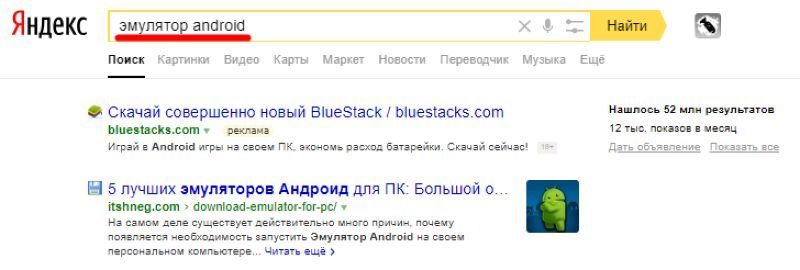 Яндекс
эмулятор android
Найти
Поиск Картинки Видео Карты Маркет Новости Переводчик Музыка Ещё
Скачай совершенно новый BlueStack / bluestacks.com
bluestacks.com реклама
Играй в Android игры на своем ПК, экономь расход батарейки. Скачай сейчас! 18+
5 лучших эмуляторов Андроид для ПК: Большой о...
itshneg.com › download-emulator-for-pc/
На самом деле существует действительно много причин, почему
появляется необходимость запустить Эмулятор Android на своем
персональном компьютере... Читать ещё >
Нашлось 52 млн результатов
12 тыс. показов в месяц
Дать объявление Показать все